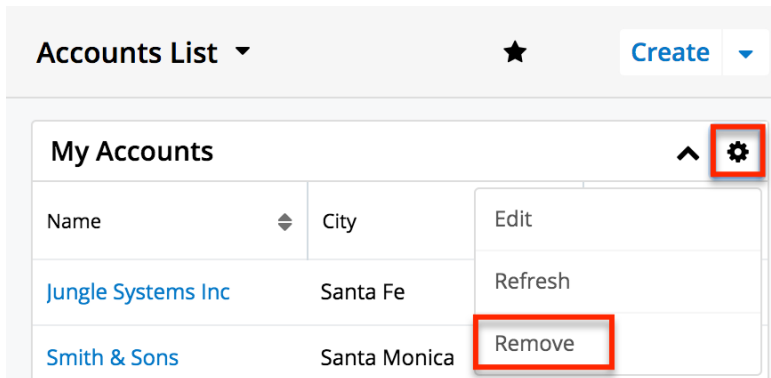 Accounts List
Create
My Accounts
Name
City
Edit
Jungle Systems Inc
Santa Fe
Refresh
Smith & Sons
Santa Monica
Remove